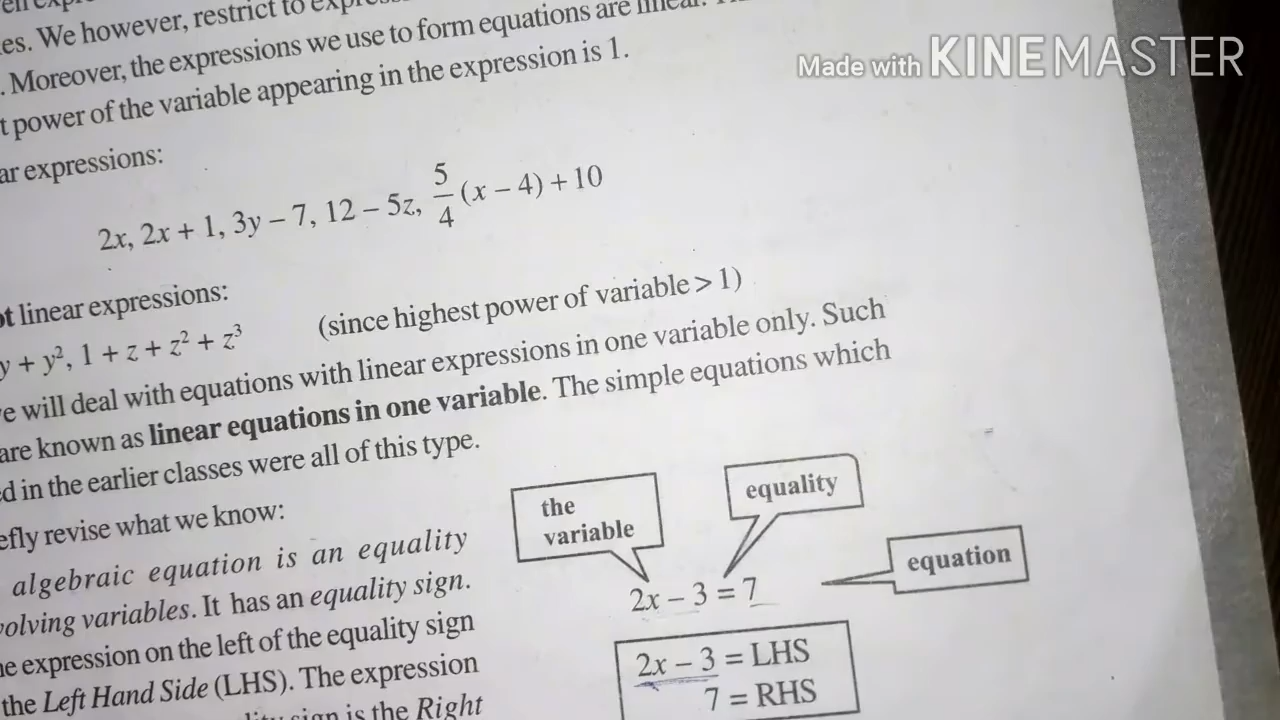 es. We however, restrict to
Made with KINEMASTER
. Moreover, the expressions we use to form equations are linear.
t power of the variable appearing in the expression is 1.
ar expressions:
2x, 2x + 1, 3y – 7, 12 – 5z, 5/4 (x – 4) + 10
ot linear expressions:
y + y², 1 + z + z² + z³ (since highest power of variable > 1)
e will deal with equations with linear expressions in one variable only. Such
are known as linear equations in one variable. The simple equations which
d in the earlier classes were all of this type.
efly revise what we know:
algebraic equation is an equality
volving variables. It has an equality sign.
e expression on the left of the equality sign
the Left Hand Side (LHS). The expression
sign is the Right
the
variable
equality
equation
2x – 3 = 7
2x – 3 = LHS
7 = RHS